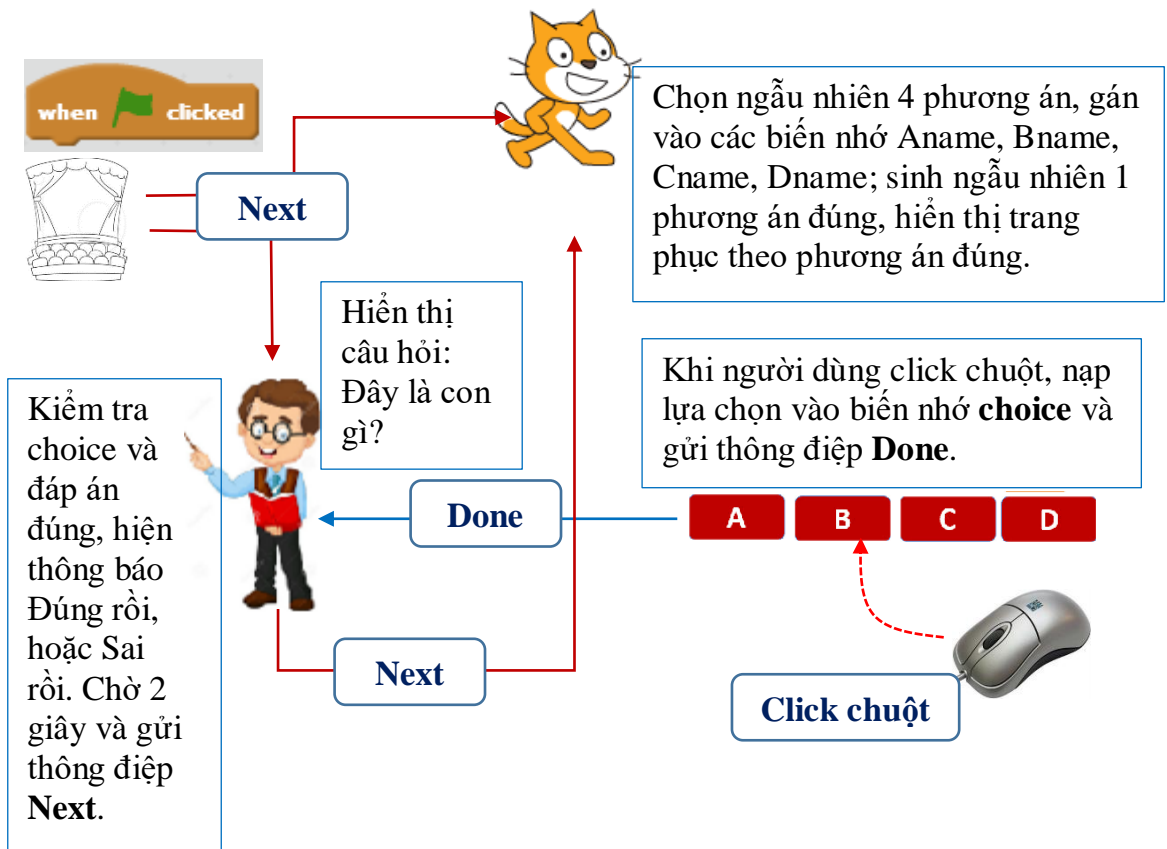 when clicked
Next
Chọn ngẫu nhiên 4 phương án, gán
vào các biến nhớ Aname, Bname,
Cname, Dname; sinh ngẫu nhiên 1
phương án đúng, hiển thị trang
phục theo phương án đúng.
Hiển thị
câu hỏi:
Đây là con
gì?
Khi người dùng click chuột, nạp
lựa chọn vào biến nhớ choice và
gửi thông điệp Done.
Kiểm tra
choice và
đáp án
đúng, hiện
thông báo
Đúng rồi,
hoặc Sai
rồi. Chờ 2
giây và gửi
thông điệp
Next.
Done
A B C D
Next
Click chuột